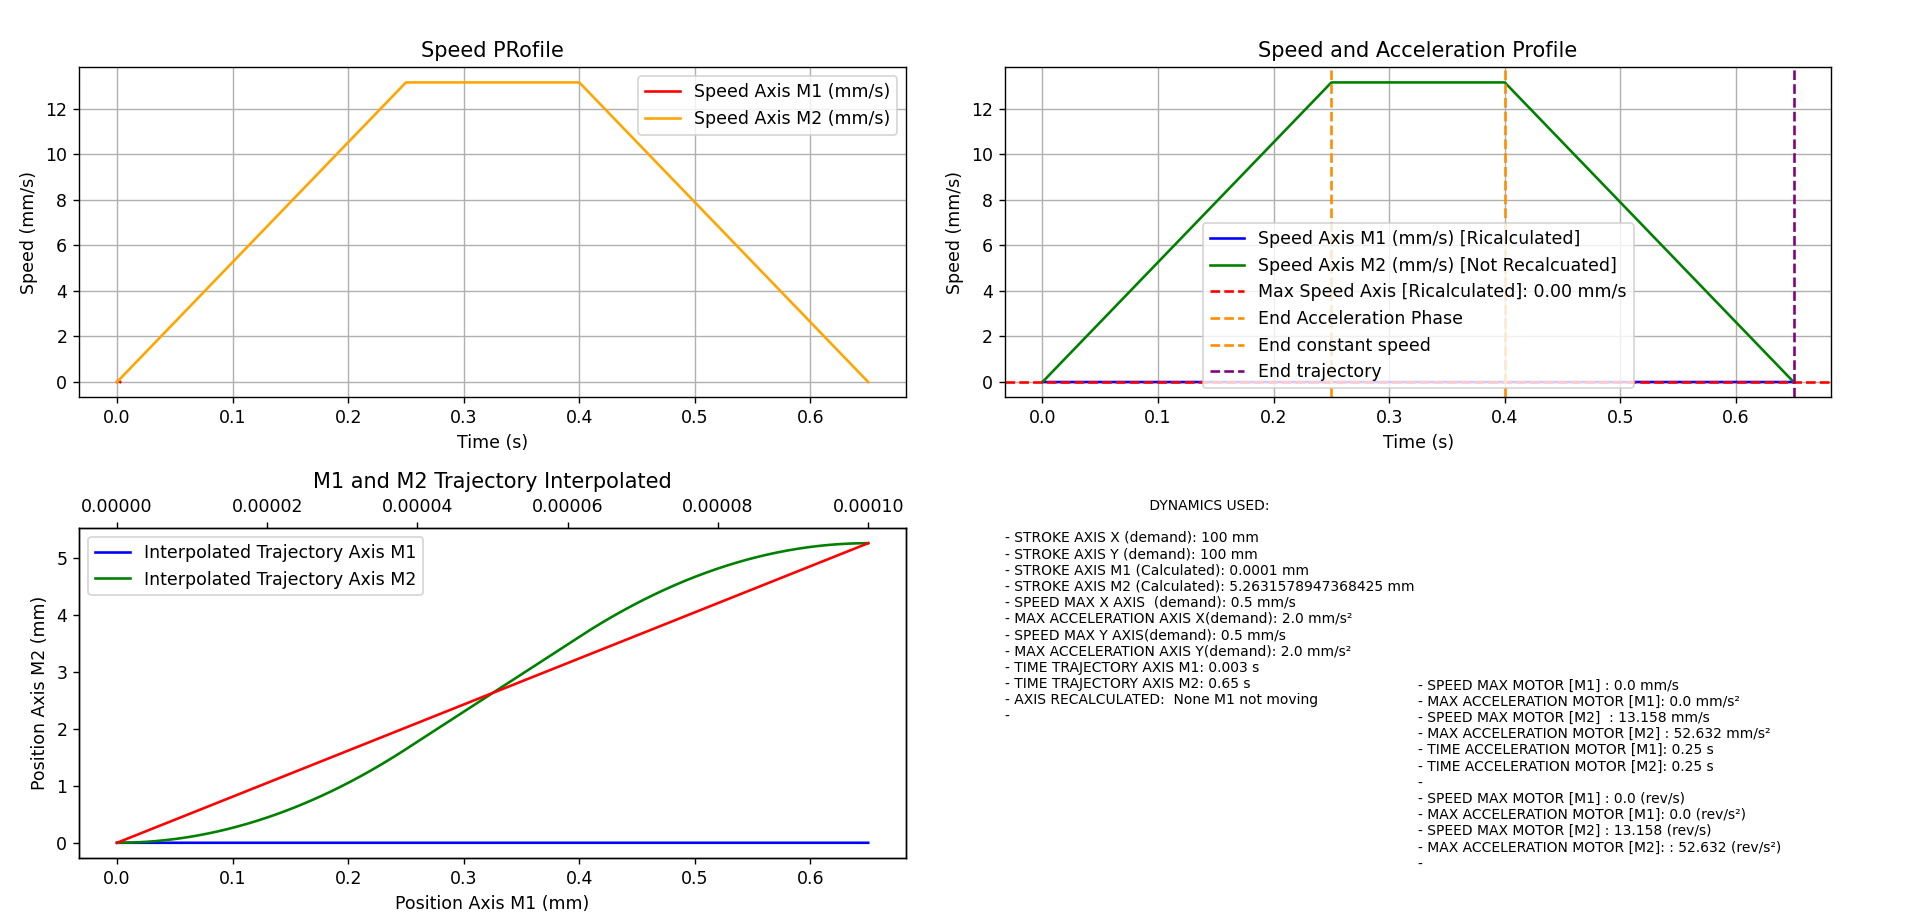 Speed PRofile
Speed Axis M1 (mm/s)
Speed Axis M2 (mm/s)
12
10
8
6
4
2
0
Speed (mm/s)
0.0 0.1 0.2 0.3 0.4 0.5 0.6
Time (s)
Speed and Acceleration Profile
12
10
8
6
4
2
0
Speed (mm/s)
Speed Axis M1 (mm/s) [Ricalculated]
Speed Axis M2 (mm/s) [Not Recalcuated]
Max Speed Axis [Ricalculated]: 0.00 mm/s
End Acceleration Phase
End constant speed
End trajectory
0.0 0.1 0.2 0.3 0.4 0.5 0.6
Time (s)
M1 and M2 Trajectory Interpolated
0.00000 0.00002 0.00004 0.00006 0.00008 0.00010
Interpolated Trajectory Axis M1
Interpolated Trajectory Axis M2
5
4
3
2
1
0
Position Axis M2 (mm)
0.0 0.1 0.2 0.3 0.4 0.5 0.6
Position Axis M1 (mm)
DYNAMICS USED:
- STROKE AXIS X (demand): 100 mm
- STROKE AXIS Y (demand): 100 mm
- STROKE AXIS M1 (Calculated): 0.0001 mm
- STROKE AXIS M2 (Calculated): 5.2631578947368425 mm
- SPEED MAX X AXIS  (demand): 0.5 mm/s
- MAX ACCELERATION AXIS X(demand): 2.0 mm/s²
- SPEED MAX Y AXIS(demand): 0.5 mm/s
- MAX ACCELERATION AXIS Y(demand): 2.0 mm/s²
- TIME TRAJECTORY AXIS M1: 0.003 s
- TIME TRAJECTORY AXIS M2: 0.65 s
- AXIS RECALCULATED:  None M1 not moving
-
- SPEED MAX MOTOR [M1] : 0.0 mm/s
- MAX ACCELERATION MOTOR [M1]: 0.0 mm/s²
- SPEED MAX MOTOR [M2]  : 13.158 mm/s
- MAX ACCELERATION MOTOR [M2] : 52.632 mm/s²
- TIME ACCELERATION MOTOR [M1]: 0.25 s
- TIME ACCELERATION MOTOR [M2]: 0.25 s
-
- SPEED MAX MOTOR [M1] : 0.0 (rev/s)
- MAX ACCELERATION MOTOR [M1]: 0.0 (rev/s²)
- SPEED MAX MOTOR [M2] : 13.158 (rev/s)
- MAX ACCELERATION MOTOR [M2]: : 52.632 (rev/s²)
-